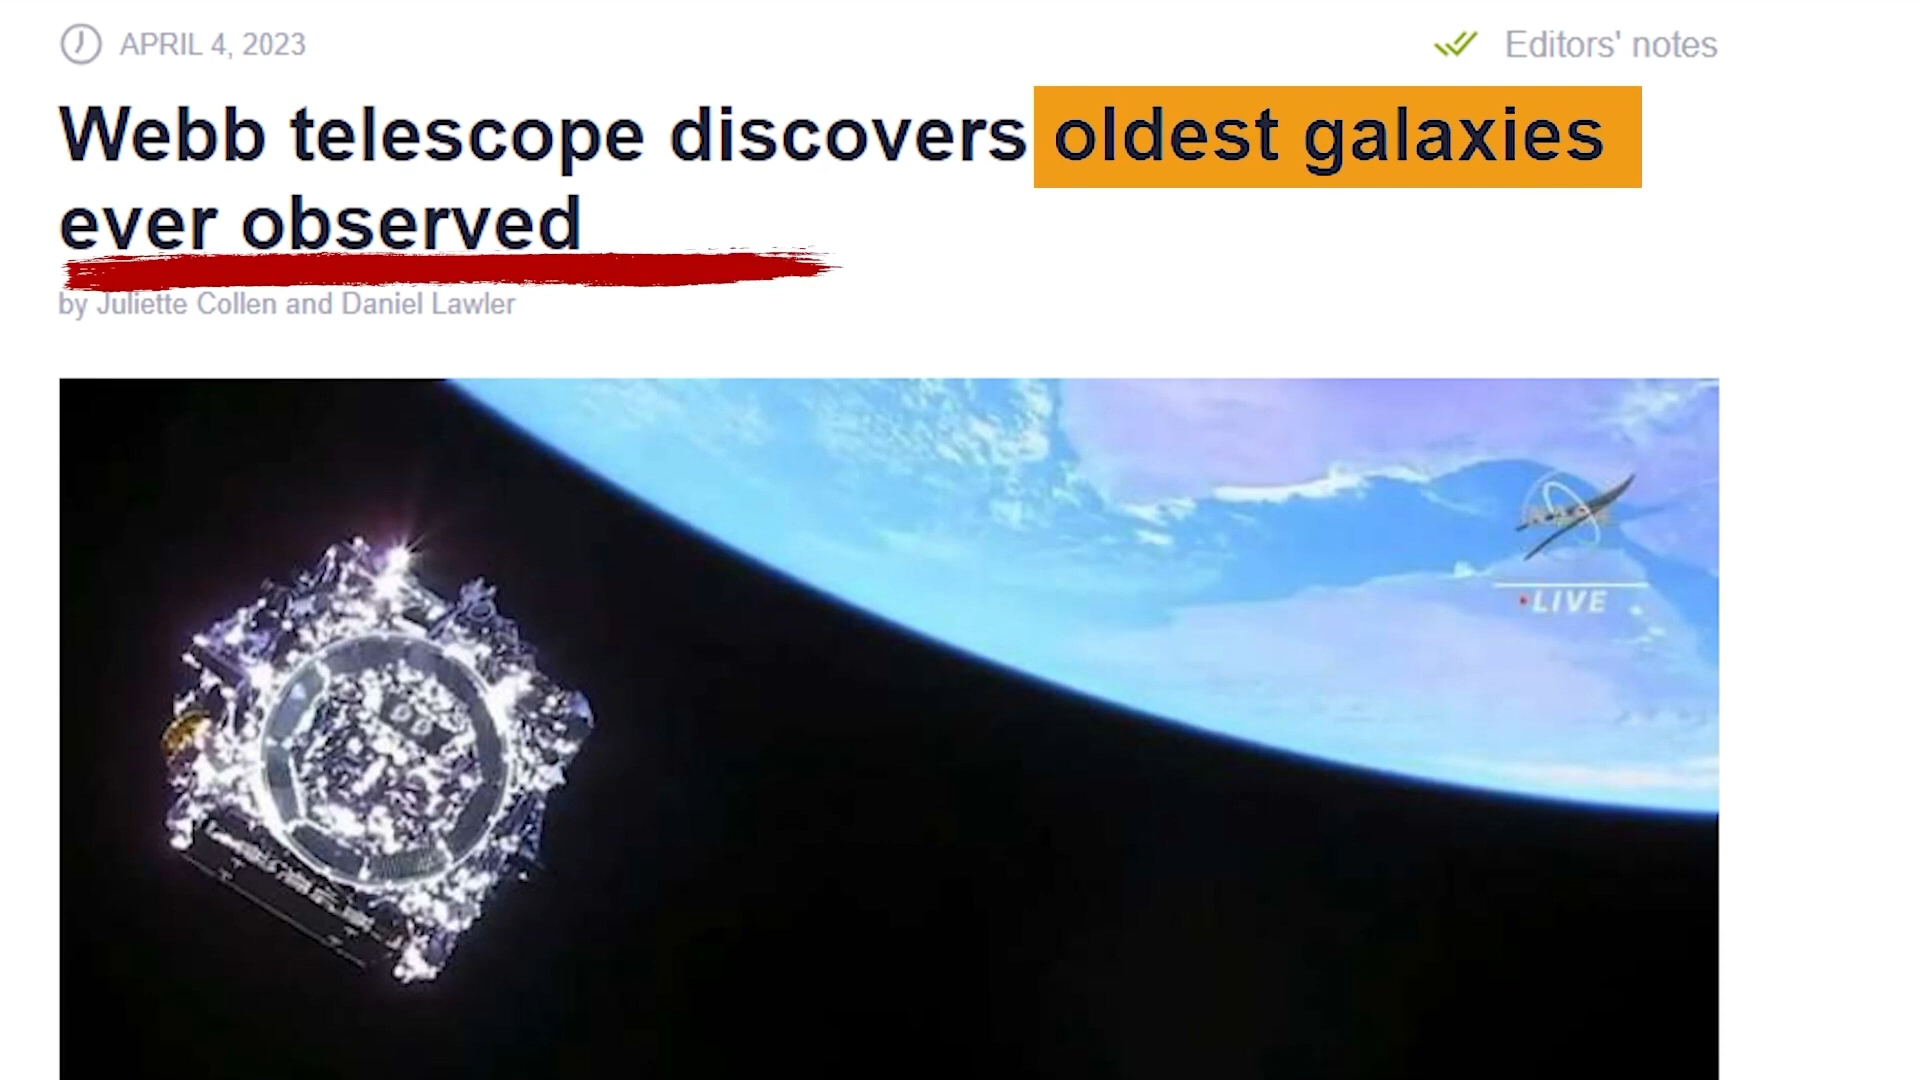 APRIL 4, 2023
Editors' notes
Webb telescope discovers oldest galaxies
ever observed
by Juliette Collen and Daniel Lawler
NASA
LIVE